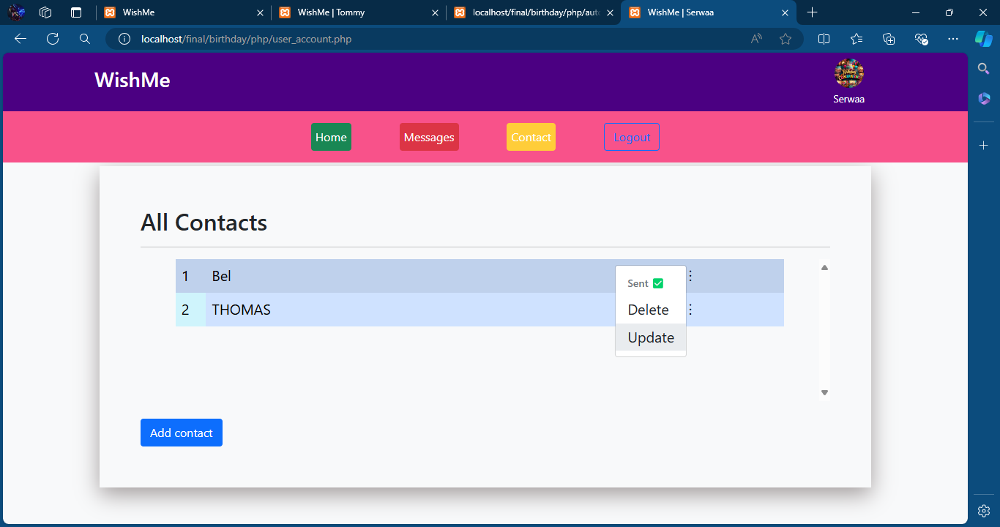 WishMe
WishMe | Tommy
localhost/final/birthday/php/aut
WishMe | Serwaa
localhost/final/birthday/php/user_account.php
WishMe
Serwaa
Home
Messages
Contact
Logout
All Contacts
1 Bel
Sent ✅
2 THOMAS
Delete
Update
Add contact